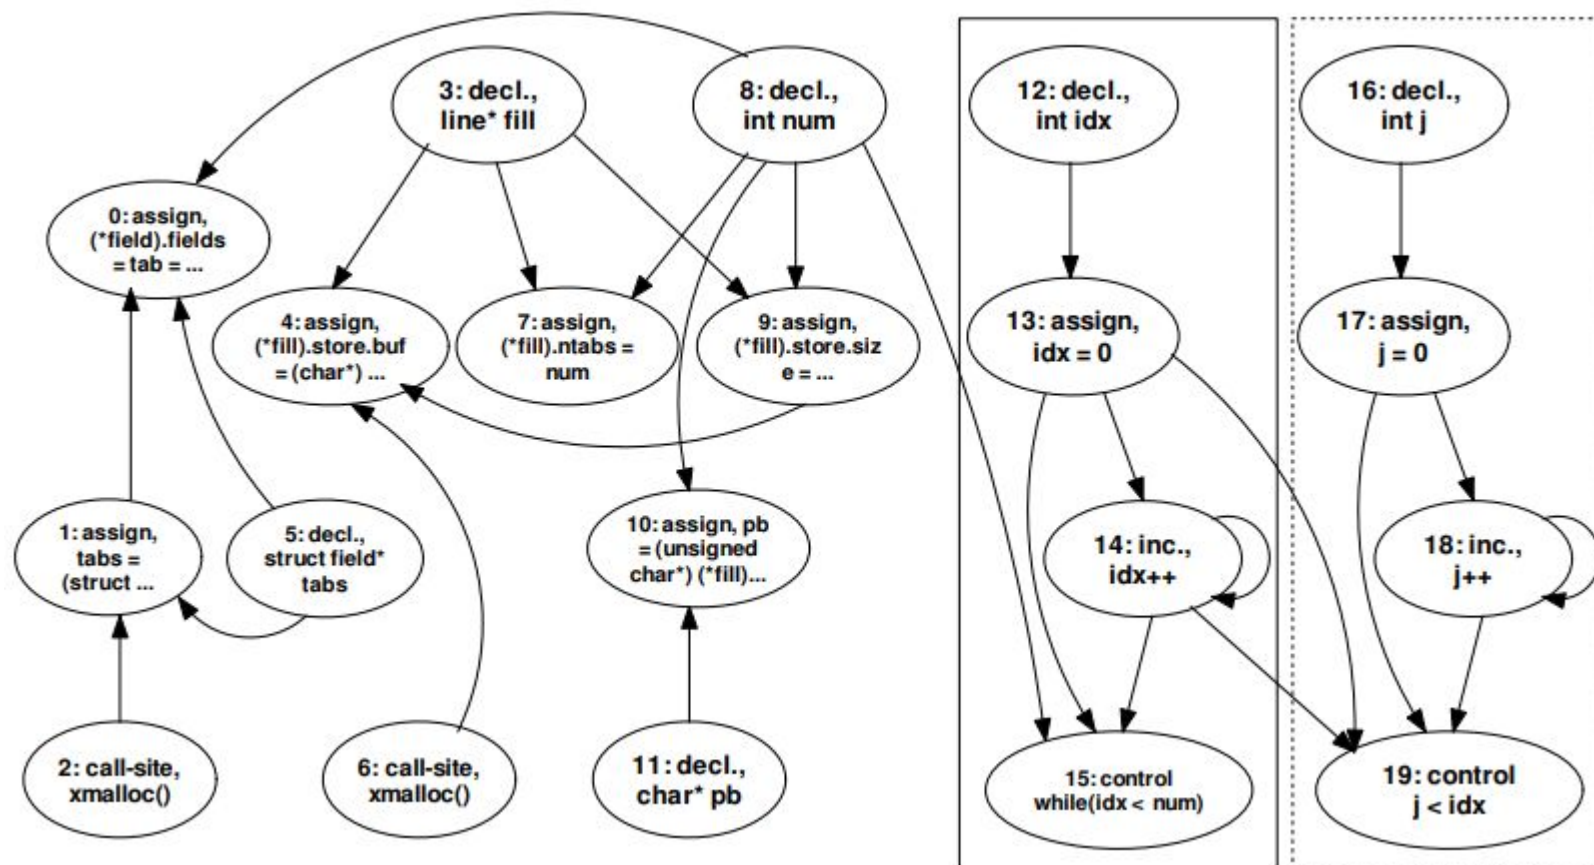 3: decl.,
line* fill
8: decl.,
int num
12: decl.,
int idx
16: decl.,
int j
0: assign,
(*field).fields
= tab = ...
4: assign,
(*fill).store.buf
= (char*) ...
7: assign,
(*fill).ntabs =
num
9: assign,
(*fill).store.siz
e = ...
13: assign,
idx = 0
17: assign,
j = 0
1: assign,
tabs =
(struct ...
5: decl.,
struct field*
tabs
10: assign, pb
= (unsigned
char*) (*fill)...
14: inc.,
idx++
18: inc.,
j++
2: call-site,
xmalloc()
6: call-site,
xmalloc()
11: decl.,
char* pb
15: control
while(idx < num)
19: control
j < idx